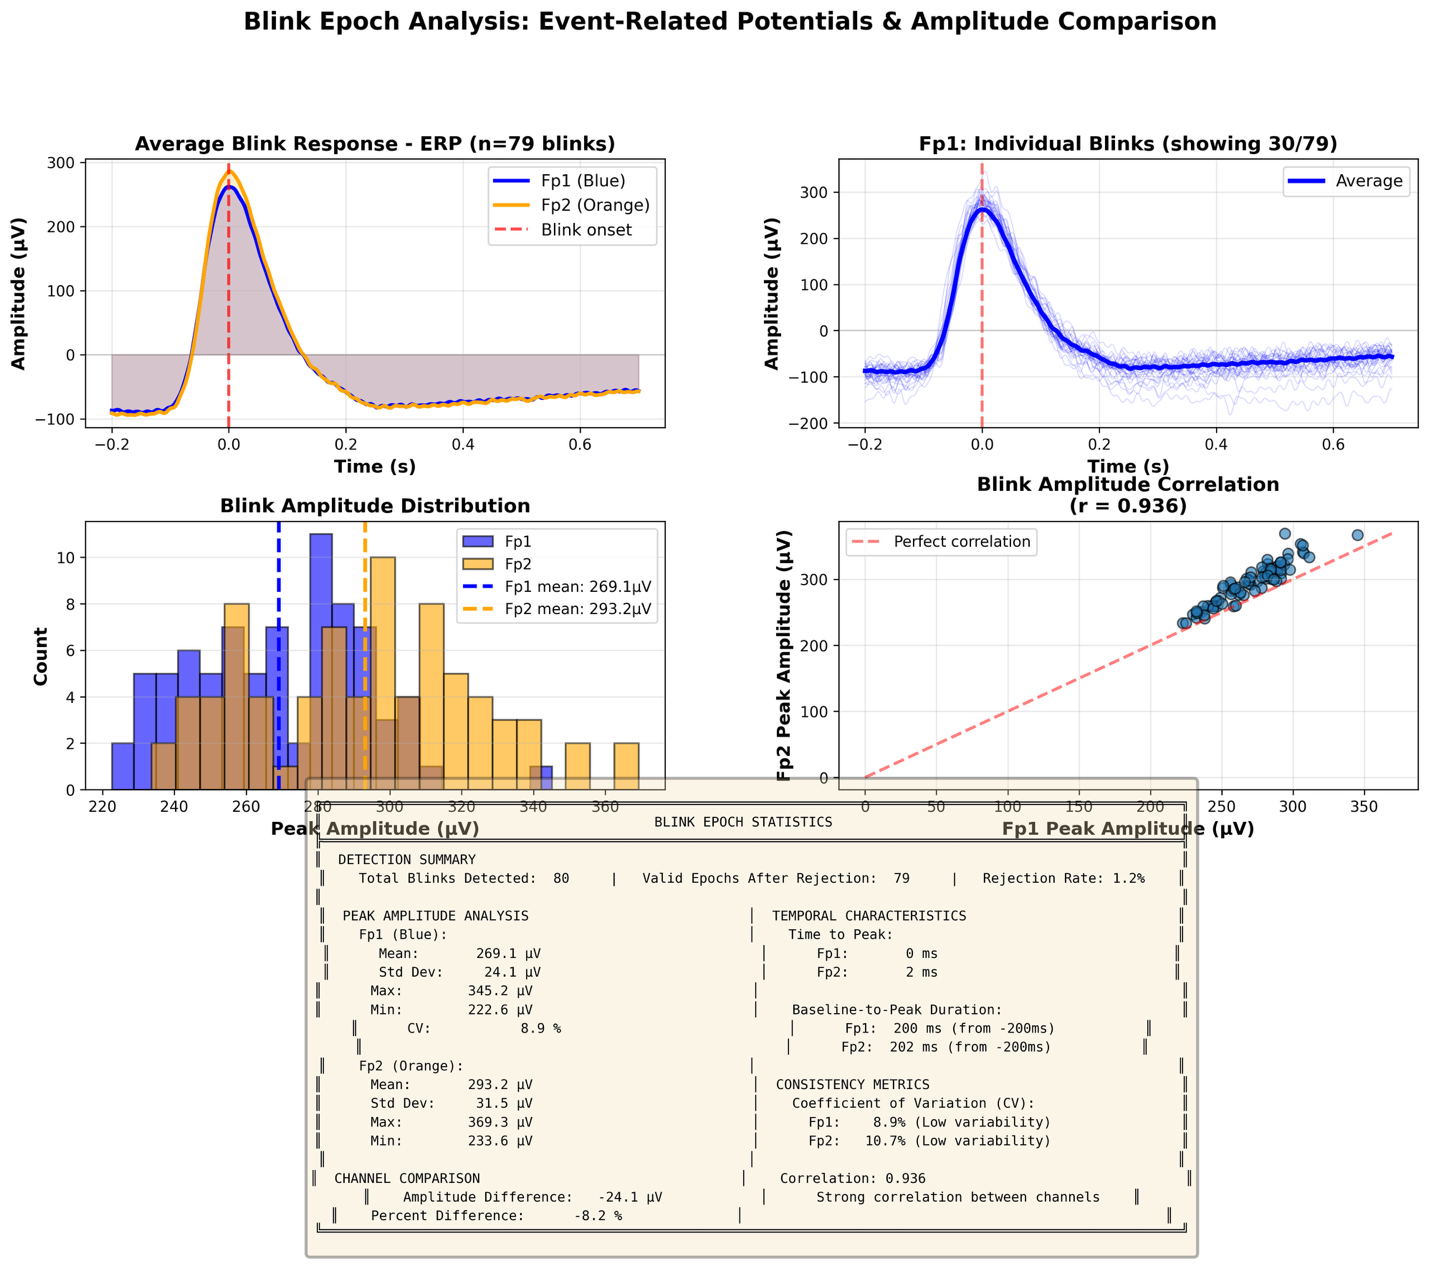 Blink Epoch Analysis: Event-Related Potentials & Amplitude Comparison
Average Blink Response - ERP (n=79 blinks)
300
200
100
0
−100
Amplitude (μV)
−0.2 0.0 0.2 0.4 0.6
Time (s)
Fp1 (Blue)
Fp2 (Orange)
Blink onset
Fp1: Individual Blinks (showing 30/79)
300
200
100
0
−100
−200
Amplitude (μV)
−0.2 0.0 0.2 0.4 0.6
Time (s)
Average
Blink Amplitude Distribution
10
8
6
4
2
0
Count
220 240 260 280 300 320 340 360
Peak Amplitude (μV)
Fp1
Fp2
Fp1 mean: 269.1μV
Fp2 mean: 293.2μV
Blink Amplitude Correlation
(r = 0.936)
300
200
100
0
Fp2 Peak Amplitude (μV)
0 50 100 150 200 250 300 350
Fp1 Peak Amplitude (μV)
Perfect correlation
BLINK EPOCH STATISTICS
DETECTION SUMMARY
Total Blinks Detected: 80 | Valid Epochs After Rejection: 79 | Rejection Rate: 1.2%
PEAK AMPLITUDE ANALYSIS
Fp1 (Blue):
Mean: 269.1 μV
Std Dev: 24.1 μV
Max: 345.2 μV
Min: 222.6 μV
CV: 8.9 %
Fp2 (Orange):
Mean: 293.2 μV
Std Dev: 31.5 μV
Max: 369.3 μV
Min: 233.6 μV
CHANNEL COMPARISON
Amplitude Difference: -24.1 μV
Percent Difference: -8.2 %
TEMPORAL CHARACTERISTICS
Time to Peak:
Fp1: 0 ms
Fp2: 2 ms
Baseline-to-Peak Duration:
Fp1: 200 ms (from -200ms)
Fp2: 202 ms (from -200ms)
CONSISTENCY METRICS
Coefficient of Variation (CV):
Fp1: 8.9% (Low variability)
Fp2: 10.7% (Low variability)
Correlation: 0.936
Strong correlation between channels